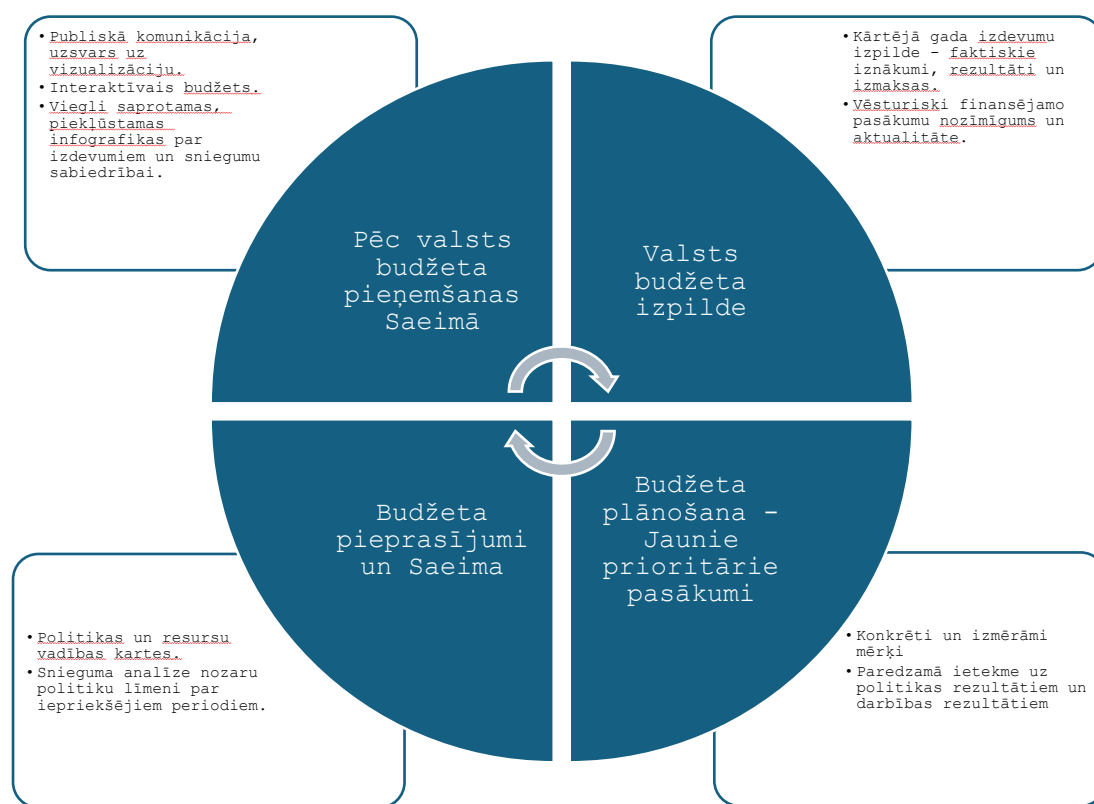 • Publiskā komunikācija,
uzsvars uz
vizualizāciju.
• Interaktīvais budžets.
• Viegli saprotamas,
piekļūstamas
infografikas par
izdevumiem un sniegumu
sabiedrībai.
• Kārtējā gada izdevumu
izpilde - faktiskie
iznākumi, rezultāti un
izmaksas.
• Vēsturiski finansējamo
pasākumu nozīmīgums un
aktualitāte.
Pēc valsts
budžeta
pieņemšanas
Saeimā
Valsts
budžeta
izpilde
Budžeta
pieprasījumi
un Saeima
Budžeta
plānošana -
Jaunie
prioritārie
pasākumi
• Politikas un resursu
vadības kartes.
• Snieguma analīze nozaru
politiku līmeni par
iepriekšējiem periodiem.
• Konkrēti un izmērāmi
mērķi
• Paredzamā ietekme uz
politikas rezultātiem un
darbības rezultātiem